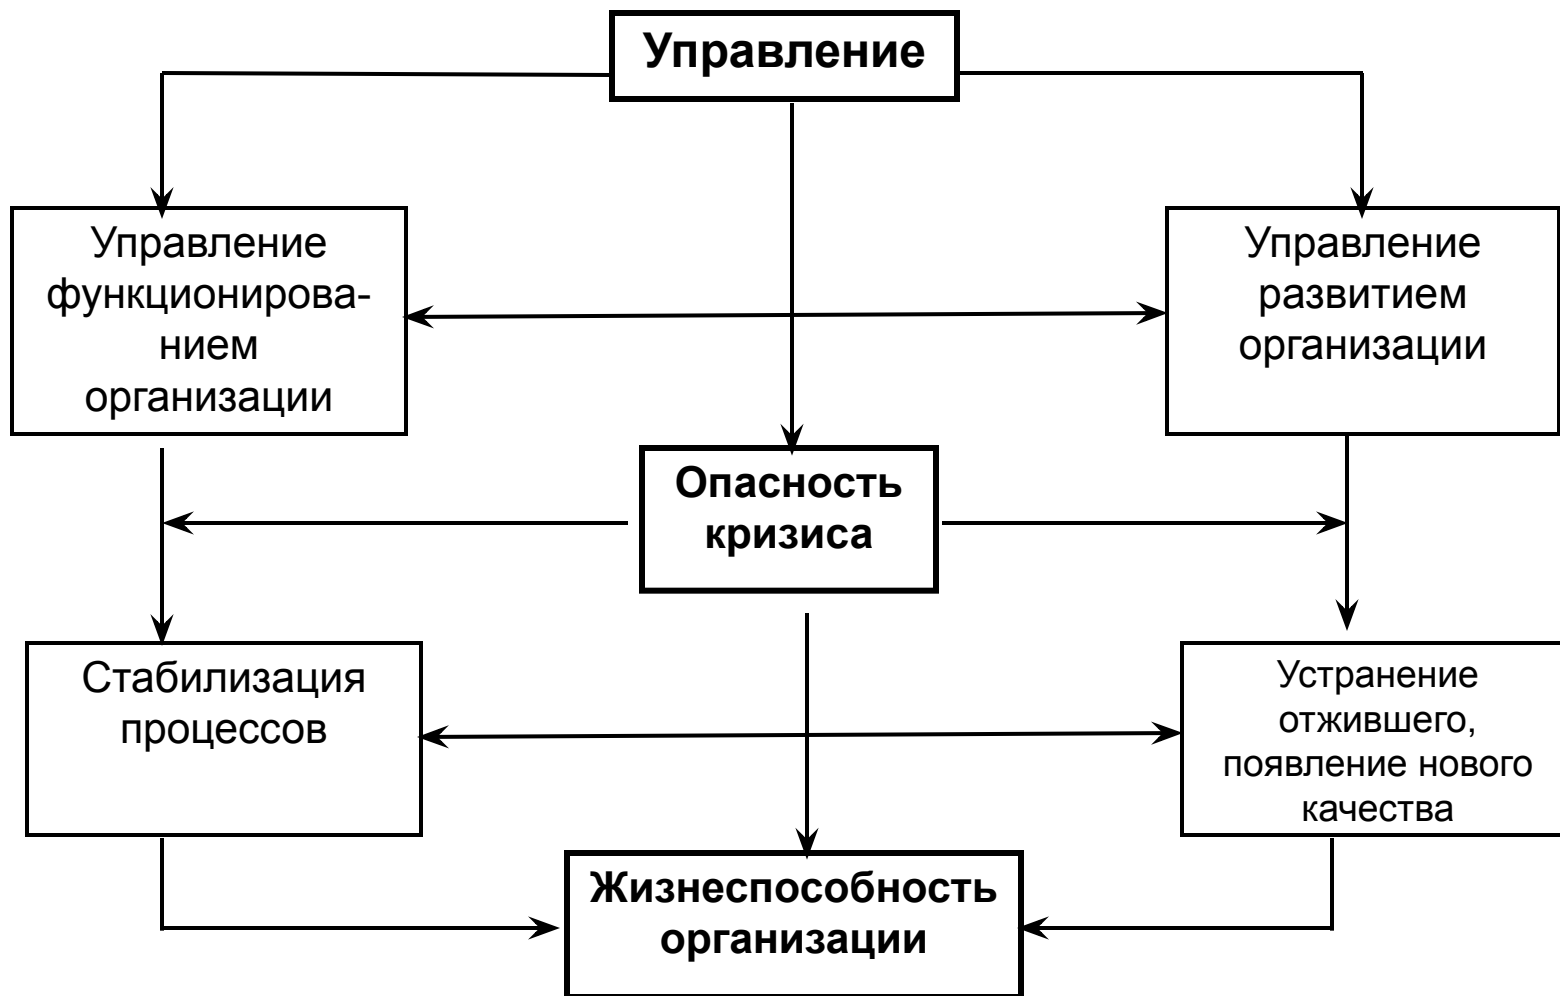 Управление
Управление
функционирова-
нием
организации
Управление
развитием
организации
Опасность
кризиса
Стабилизация
процессов
Устранение
отжившего,
появление нового
качества
Жизнеспособность
организации